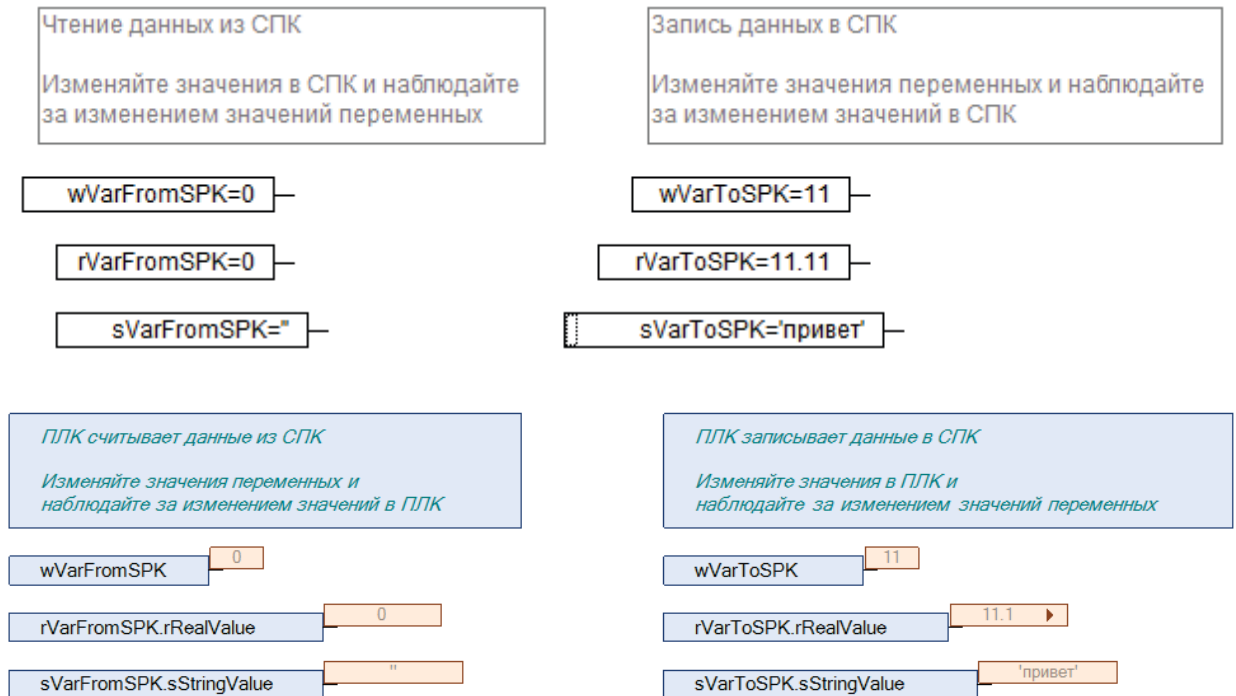 Чтение данных из СПК
Изменяйте значения в СПК и наблюдайте
за изменением значений переменных
Запись данных в СПК
Изменяйте значения переменных и наблюдайте
за изменением значений в СПК
wVarFromSPK=0
wVarToSPK=11
rVarFromSPK=0
rVarToSPK=11.11
sVarFromSPK=''
sVarToSPK='привет'
ПЛК считывает данные из СПК
Изменяйте значения переменных и
наблюдайте за изменением значений в ПЛК
ПЛК записывает данные в СПК
Изменяйте значения в ПЛК и
наблюдайте за изменением значений переменных
wVarFromSPK 0
wVarToSPK 11
rVarFromSPK.rRealValue 0
rVarToSPK.rRealValue 11.1
sVarFromSPK.sStringValue ''
sVarToSPK.sStringValue 'привет'